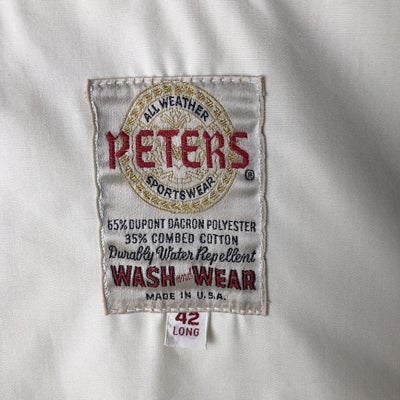 ALL WEATHER
PETERS®
SPORTSWEAR
65% DUPONT DACRON POLYESTER
35% COMBED COTTON
Durably Water Repellent
WASH and WEAR
MADE IN U.S.A.
42
LONG